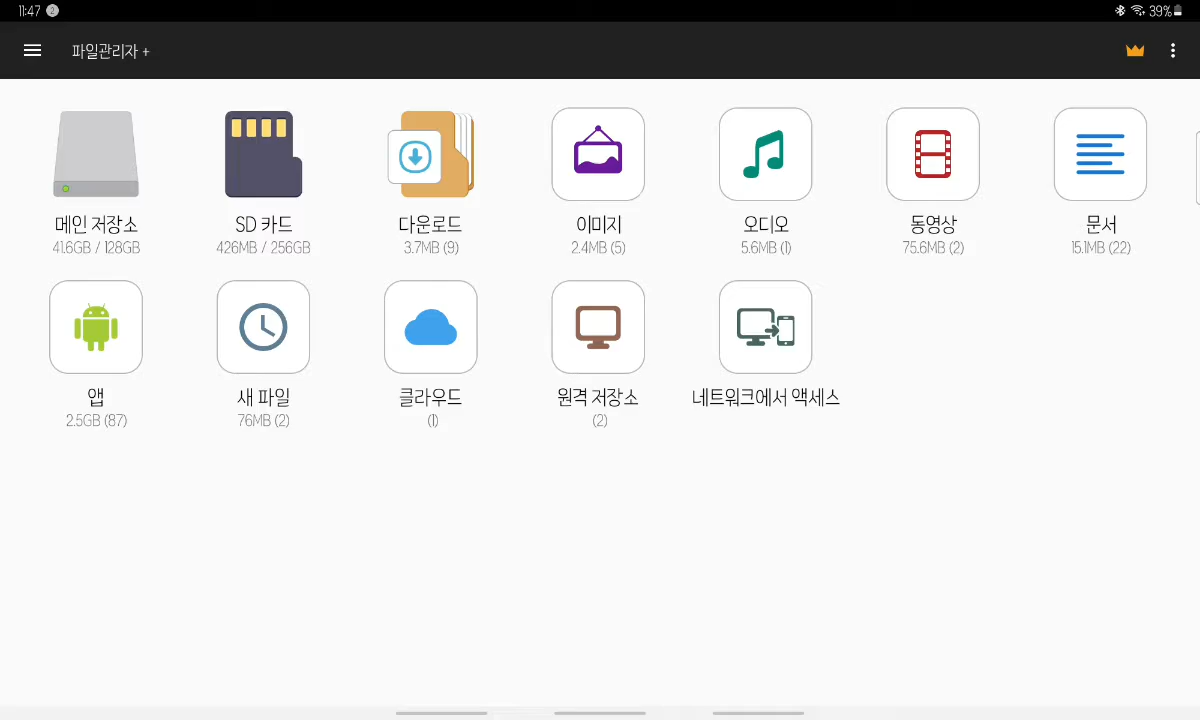 11:47 2 39%
파일관리자 +
메인 저장소 SD 카드 다운로드 이미지 오디오 동영상 문서
41.6GB / 128GB 426MB / 256GB 3.7MB (9) 2.4MB (5) 5.6MB (1) 75.6MB (2) 15.1MB (22)
앱 새 파일 클라우드 원격 저장소 네트워크에서 액세스
2.5GB (87) 76MB (2) (1) (2)